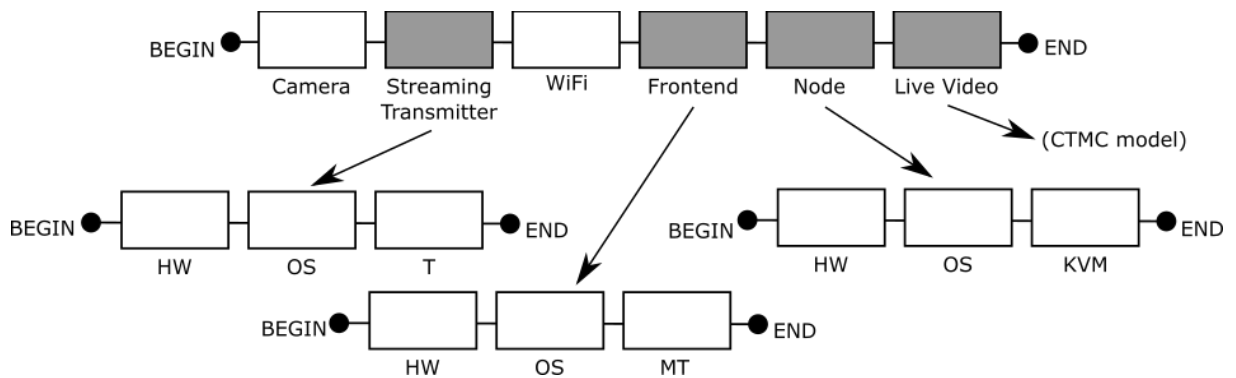 BEGIN
END
Camera
Streaming
Transmitter
WiFi
Frontend
Node
Live Video
(CTMC model)
BEGIN
END
HW
OS
T
BEGIN
END
HW
OS
KVM
BEGIN
END
HW
OS
MT